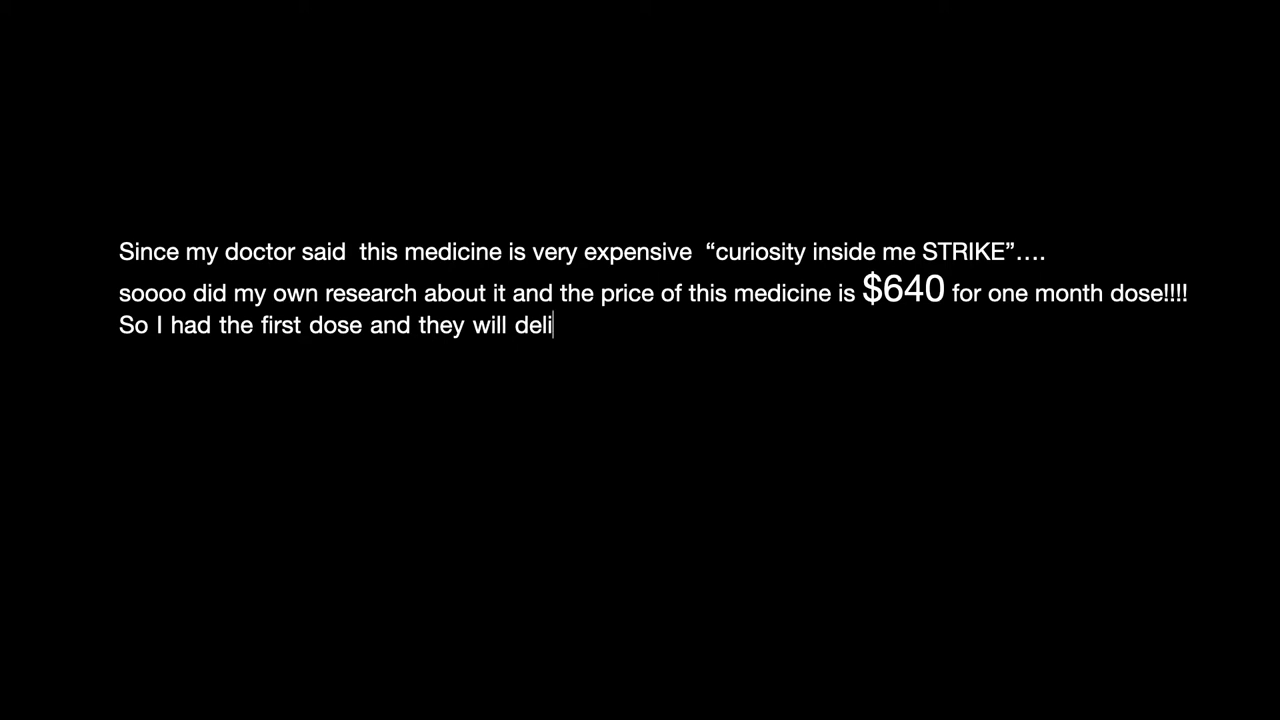 Since my doctor said  this medicine is very expensive  “curiosity inside me STRIKE”….
soooo did my own research about it and the price of this medicine is $640 for one month dose!!!!
So I had the first dose and they will deli